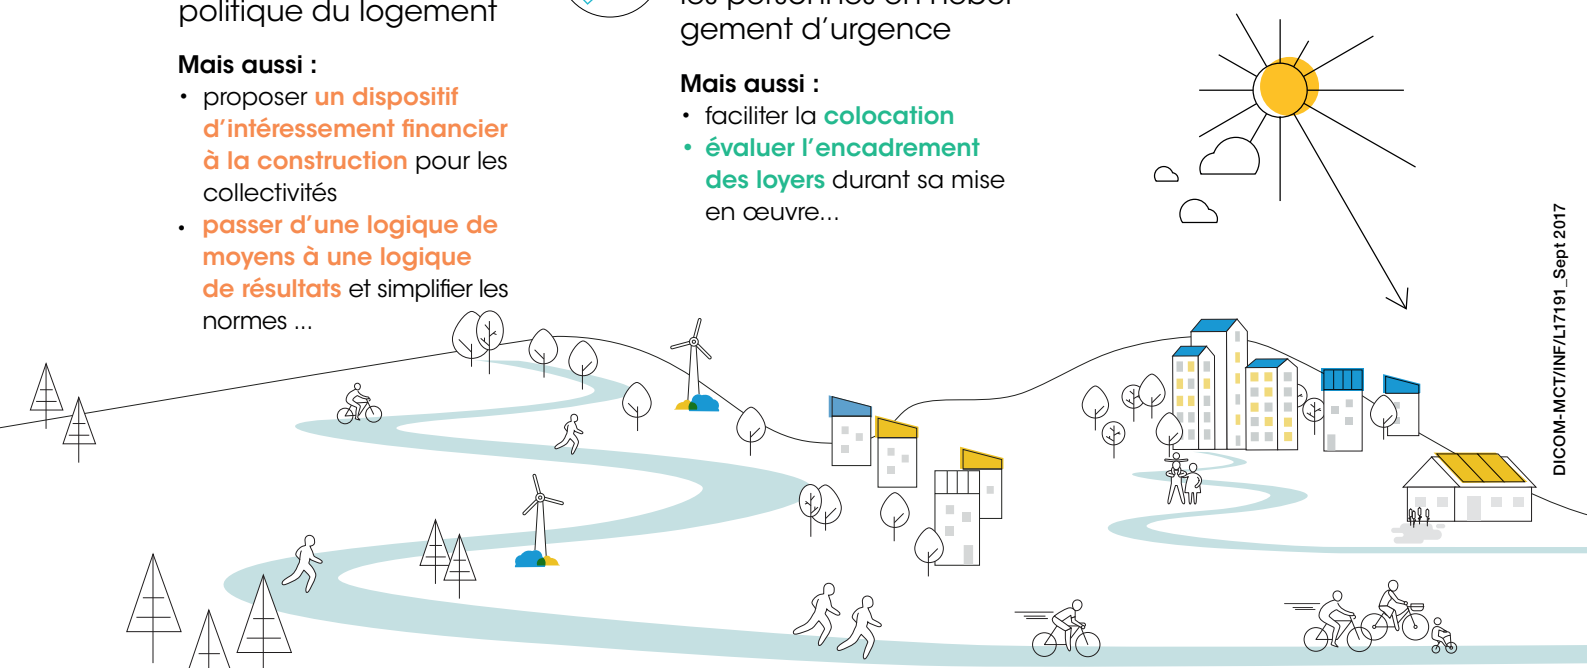 politique du logement
Mais aussi :
• proposer un dispositif
d’intéressement financier
à la construction pour les
collectivités
• passer d’une logique de
moyens à une logique
de résultats et simplifier les
normes ...
gement d’urgence
Mais aussi :
• faciliter la colocation
• évaluer l’encadrement
des loyers durant sa mise
en œuvre...
DICOM-MCT/INF/L17191_Sept 2017